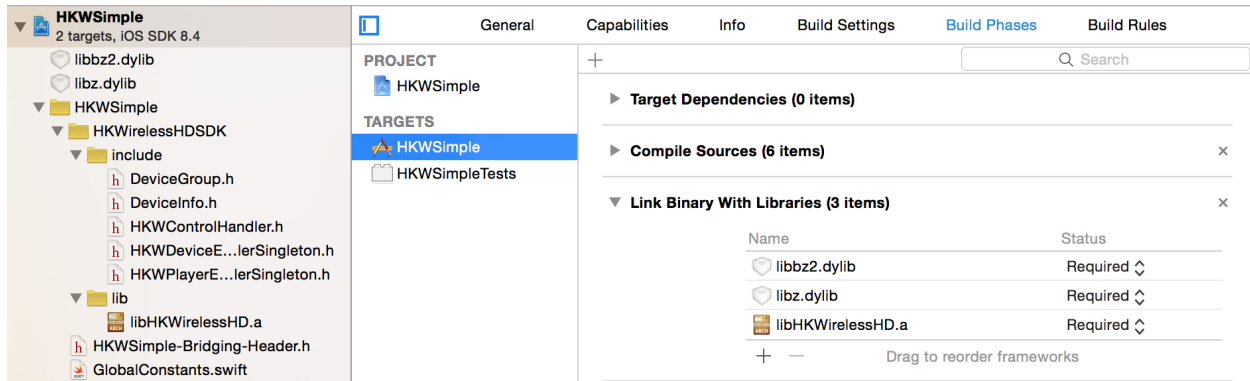 HKWSimple
2 targets, iOS SDK 8.4
libbz2.dylib
libz.dylib
HKWSimple
HKWirelessHDSDK
include
DeviceGroup.h
DeviceInfo.h
HKWControlHandler.h
HKWDeviceE...lerSingleton.h
HKWPlayerE...lerSingleton.h
lib
libHKWirelessHD.a
HKWSimple-Bridging-Header.h
GlobalConstants.swift
General Capabilities Info Build Settings Build Phases Build Rules
PROJECT
HKWSimple
TARGETS
HKWSimple
HKWSimpleTests
Search
Target Dependencies (0 items)
Compile Sources (6 items)
Link Binary With Libraries (3 items)
Name Status
libbz2.dylib Required
libz.dylib Required
libHKWirelessHD.a Required
Drag to reorder frameworks